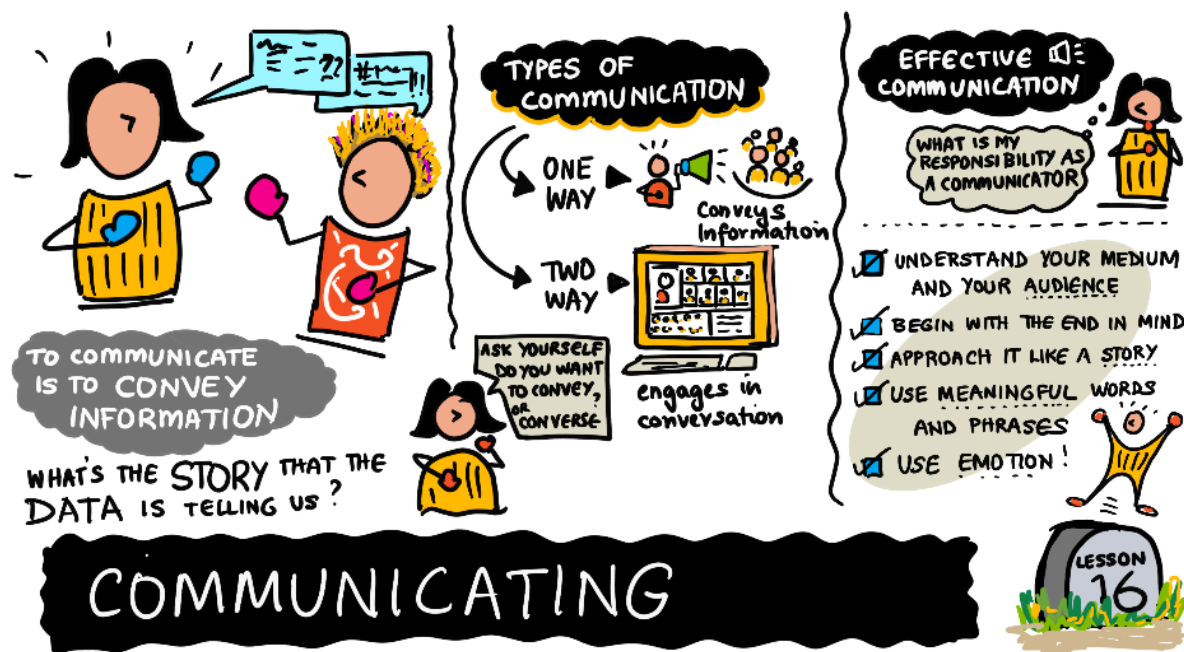 ??
#
!!
TO COMMUNICATE
IS TO CONVEY
INFORMATION
WHAT'S THE STORY THAT THE
DATA IS TELLING US?
TYPES OF
COMMUNICATION
ONE
WAY
Conveys
Information
TWO
WAY
engages in
conversation
ASK YOURSELF
DO YOU WANT
TO CONVEY,
OR
CONVERSE?
EFFECTIVE
COMMUNICATION
WHAT IS MY
RESPONSIBILITY AS
A COMMUNICATOR
UNDERSTAND YOUR MEDIUM
AND YOUR AUDIENCE
BEGIN WITH THE END IN MIND
APPROACH IT LIKE A STORY
USE MEANINGFUL WORDS
AND PHRASES
USE EMOTION!
COMMUNICATING
LESSON
16